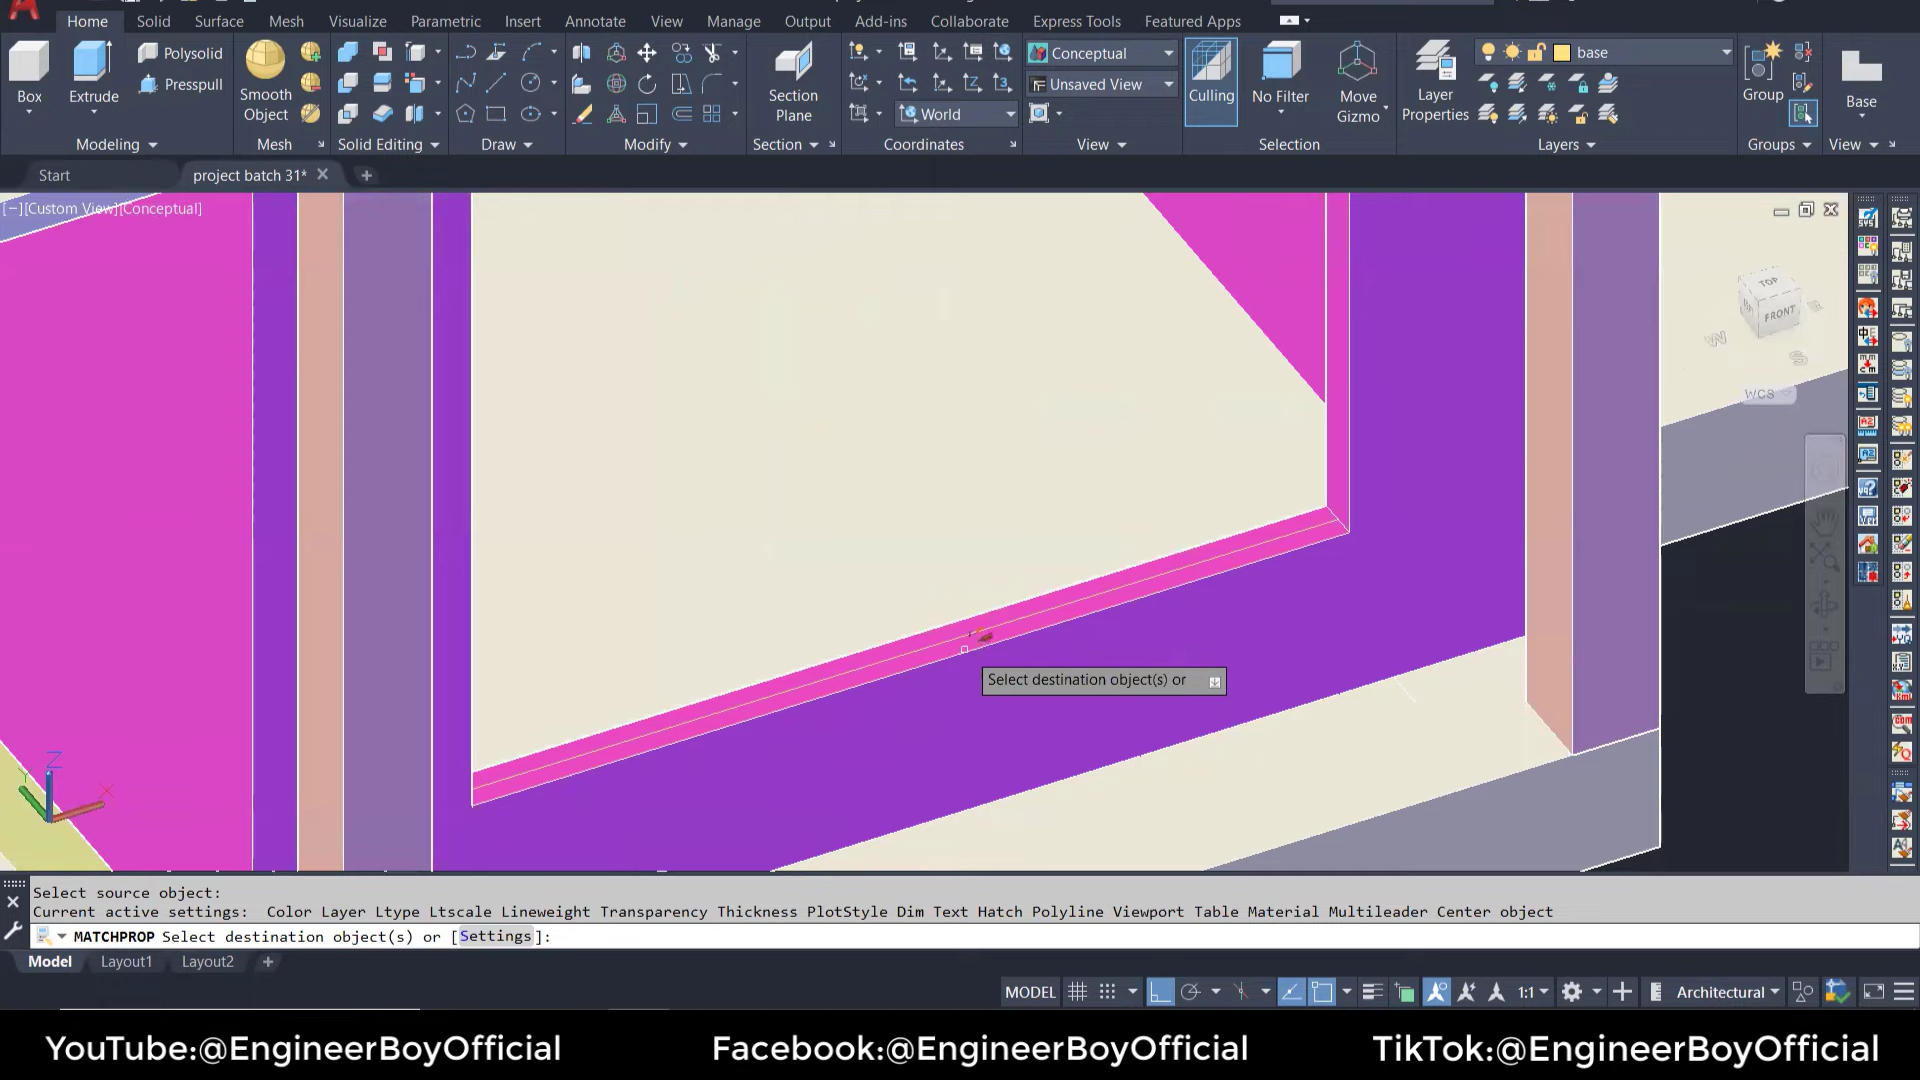 Home Solid Surface Mesh Visualize Parametric Insert Annotate View Manage Output Add-ins Collaborate Express Tools Featured Apps
Box
Extrude
Polysolid
Presspull
Modeling
Smooth
Object
Mesh
Solid Editing
Draw
Modify
Section
Plane
Section
World
Coordinates
Conceptual
Unsaved View
View
Culling
No Filter
Move
Gizmo
Selection
Layer
Properties
base
Layers
Group
Groups
Base
View
Start
project batch 31*
[−][Custom View][Conceptual]
TOP
FRONT
W
S
WCS
Z
Y
X
Select destination object(s) or
Select source object:
Current active settings: Color Layer Ltype Ltscale Lineweight Transparency Thickness PlotStyle Dim Text Hatch Polyline Viewport Table Material Multileader Center object
MATCHPROP Select destination object(s) or [Settings]:
Model Layout1 Layout2
MODEL
1:1
Architectural
YouTube:@EngineerBoyOfficial Facebook:@EngineerBoyOfficial TikTok:@EngineerBoyOfficial